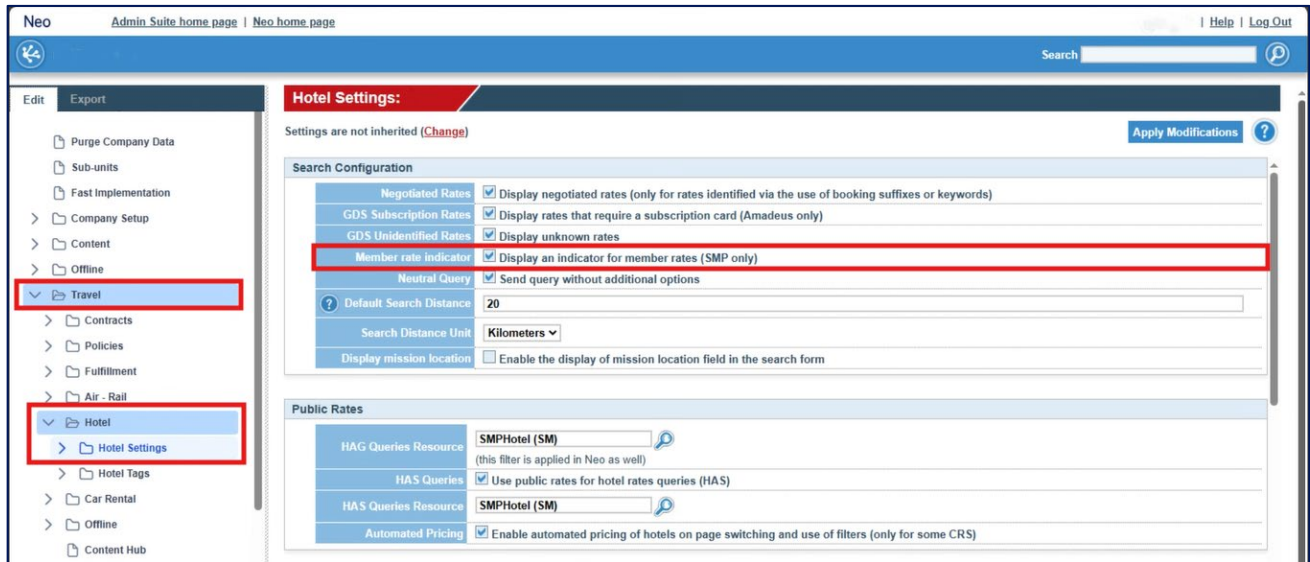 Neo Admin Suite home page | Neo home page | Help | Log Out
Search
Edit Export
Purge Company Data
Sub-units
Fast Implementation
Company Setup
Content
Offline
Travel
Contracts
Policies
Fulfillment
Air - Rail
Hotel
Hotel Settings
Hotel Tags
Car Rental
Offline
Content Hub
Hotel Settings:
Settings are not inherited (Change) Apply Modifications ?
Search Configuration
Negotiated Rates Display negotiated rates (only for rates identified via the use of booking suffixes or keywords)
GDS Subscription Rates Display rates that require a subscription card (Amadeus only)
GDS Unidentified Rates Display unknown rates
Member rate indicator Display an indicator for member rates (SMP only)
Neutral Query Send query without additional options
? Default Search Distance 20
Search Distance Unit Kilometers
Display mission location Enable the display of mission location field in the search form
Public Rates
HAG Queries Resource SMPHotel (SM)
(this filter is applied in Neo as well)
HAS Queries Use public rates for hotel rates queries (HAS)
HAS Queries Resource SMPHotel (SM)
Automated Pricing Enable automated pricing of hotels on page switching and use of filters (only for some CRS)